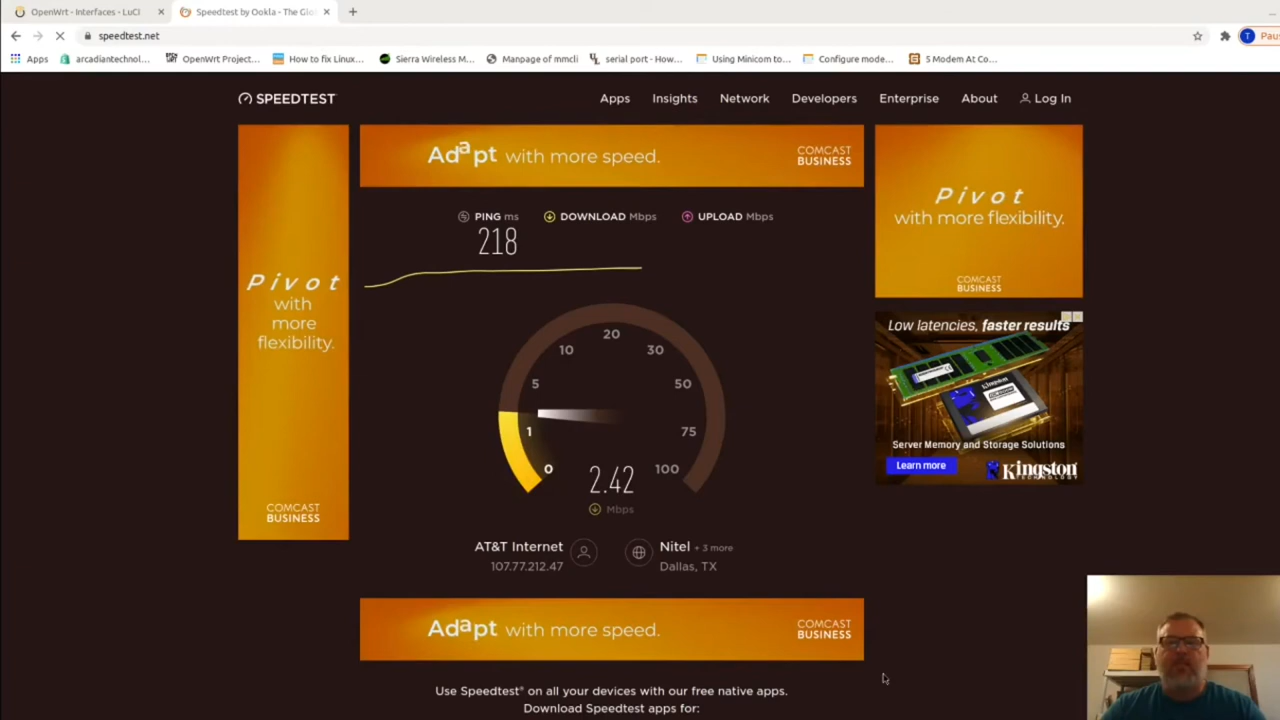 OpenWrt - Interfaces - LuCI
Speedtest by Ookla - The Glo
speedtest.net
T
Pau
Apps
arcadiantechnol...
OpenWrt Project...
How to fix Linux...
Sierra Wireless M...
Manpage of mmcli
serial port - How...
Using Minicom to...
Configure mode...
5 Modem At Co...
SPEEDTEST
Apps
Insights
Network
Developers
Enterprise
About
Log In
Adapt with more speed.
COMCAST
BUSINESS
Pivot
with
more
flexibility.
COMCAST
BUSINESS
Pivot
with more flexibility.
COMCAST
BUSINESS
PING ms
DOWNLOAD Mbps
UPLOAD Mbps
218
0
1
5
10
20
30
50
75
100
2.42
Mbps
Low latencies, faster results
Server Memory and Storage Solutions
Learn more
Kingston
TECHNOLOGY
AT&T Internet
107.77.212.47
Nitel + 3 more
Dallas, TX
Adapt with more speed.
COMCAST
BUSINESS
Use Speedtest® on all your devices with our free native apps.
Download Speedtest apps for: